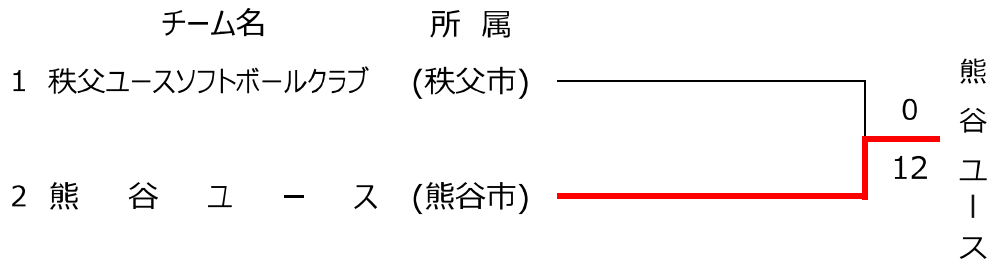 チーム名 所属
1 秩父ユースソフトボールクラブ (秩父市)
0
12
2 熊谷ユース (熊谷市)
熊谷ユース